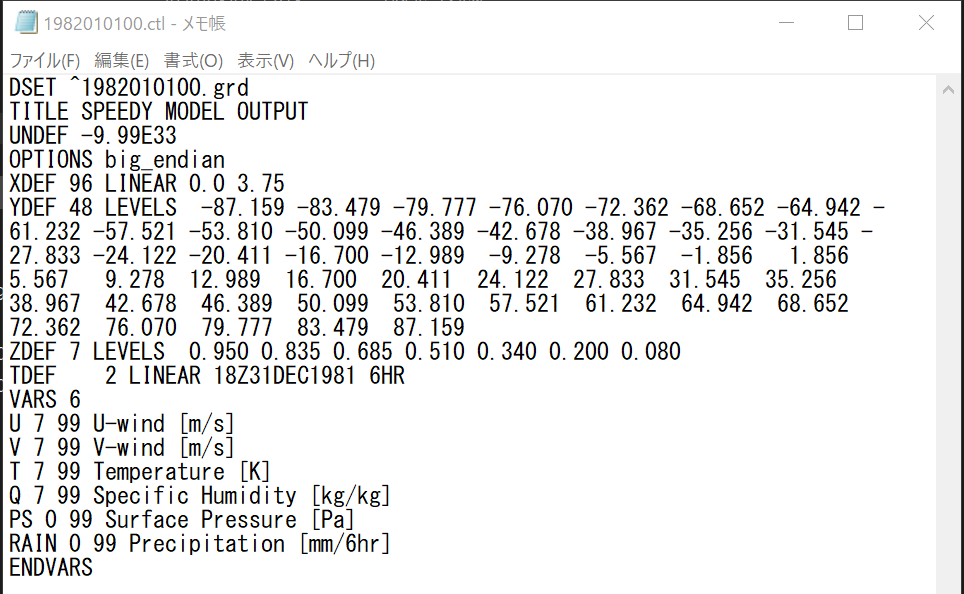 1982010100.ctl - メモ帳
ファイル(F) 編集(E) 書式(O) 表示(V) ヘルプ(H)
DSET ^1982010100.grd
TITLE SPEEDY MODEL OUTPUT
UNDEF -9.99E33
OPTIONS big_endian
XDEF 96 LINEAR 0.0 3.75
YDEF 48 LEVELS  -87.159 -83.479 -79.777 -76.070 -72.362 -68.652 -64.942 -
61.232 -57.521 -53.810 -50.099 -46.389 -42.678 -38.967 -35.256 -31.545 -
27.833 -24.122 -20.411 -16.700 -12.989  -9.278  -5.567  -1.856   1.856
5.567   9.278  12.989  16.700  20.411  24.122  27.833  31.545  35.256
38.967  42.678  46.389  50.099  53.810  57.521  61.232  64.942  68.652
72.362  76.070  79.777  83.479  87.159
ZDEF 7 LEVELS  0.950 0.835 0.685 0.510 0.340 0.200 0.080
TDEF    2 LINEAR 18Z31DEC1981 6HR
VARS 6
U 7 99 U-wind [m/s]
V 7 99 V-wind [m/s]
T 7 99 Temperature [K]
Q 7 99 Specific Humidity [kg/kg]
PS 0 99 Surface Pressure [Pa]
RAIN 0 99 Precipitation [mm/6hr]
ENDVARS